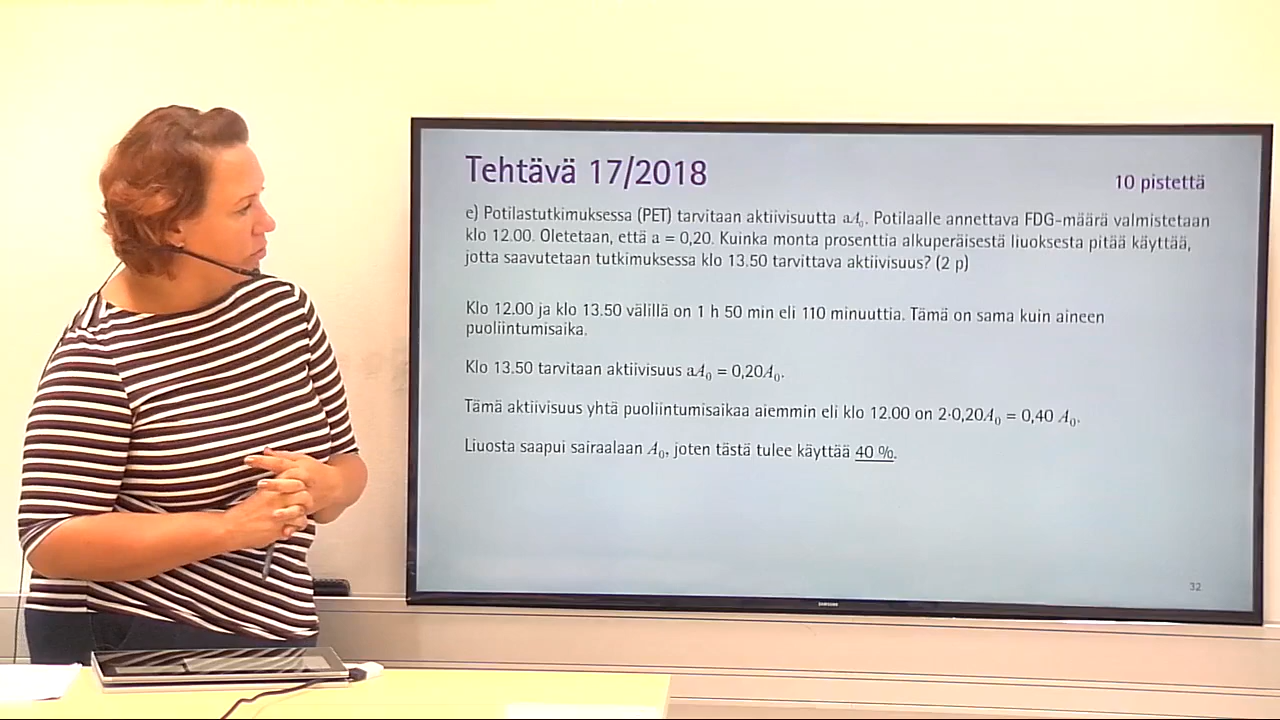 Tehtävä 17/2018
10 pistettä
e) Potilastutkimuksessa (PET) tarvitaan aktiivisuutta aA₀. Potilaalle annettava FDG-määrä valmistetaan
klo 12.00. Oletetaan, että a = 0,20. Kuinka monta prosenttia alkuperäisestä liuoksesta pitää käyttää,
jotta saavutetaan tutkimuksessa klo 13.50 tarvittava aktiivisuus? (2 p)
Klo 12.00 ja klo 13.50 välillä on 1 h 50 min eli 110 minuuttia. Tämä on sama kuin aineen
puoliintumisaika.
Klo 13.50 tarvitaan aktiivisuus aA₀ = 0,20A₀.
Tämä aktiivisuus yhtä puoliintumisaikaa aiemmin eli klo 12.00 on 2·0,20A₀ = 0,40 A₀.
Liuosta saapui sairaalaan A₀, joten tästä tulee käyttää 40 %.
32
SAMSUNG